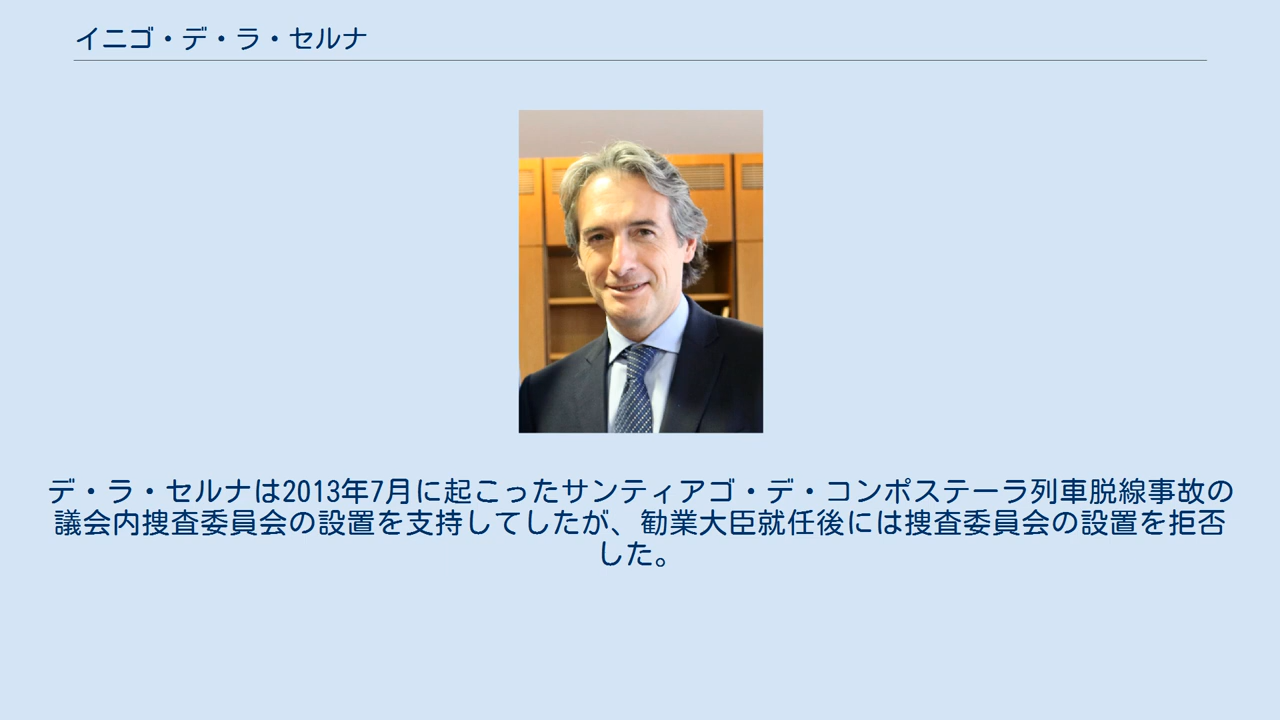 イニゴ・デ・ラ・セルナ
デ・ラ・セルナは2013年7月に起こったサンティアゴ・デ・コンポステーラ列車脱線事故の
議会内捜査委員会の設置を支持してしたが、勧業大臣就任後には捜査委員会の設置を拒否
した。